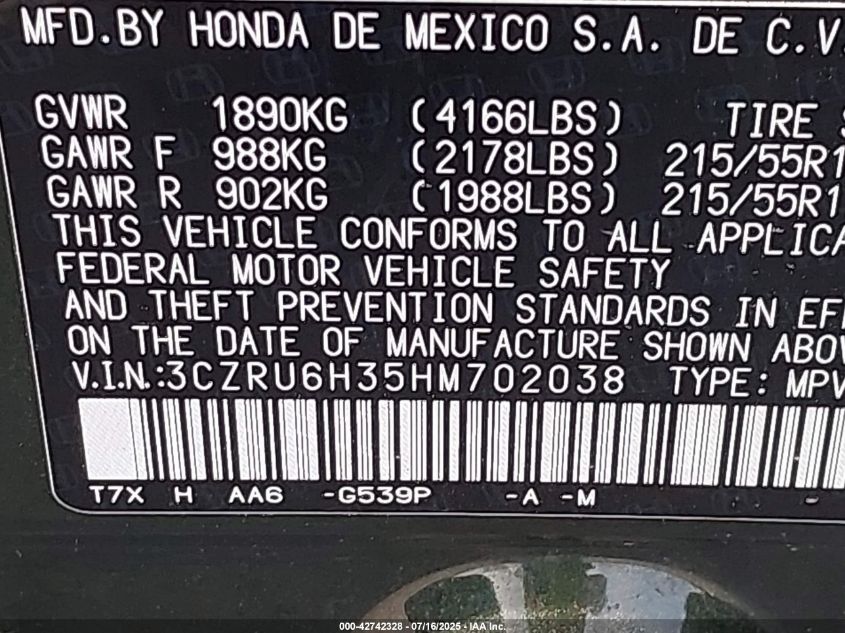 MFD.BY HONDA DE MEXICO S.A. DE C.V.
GVWR 1890KG (4166LBS) TIRE
GAWR F 988KG (2178LBS) 215/55R1
GAWR R 902KG (1988LBS) 215/55R1
THIS VEHICLE CONFORMS TO ALL APPLICA
FEDERAL MOTOR VEHICLE SAFETY
AND THEFT PREVENTION STANDARDS IN EFF
ON THE DATE OF MANUFACTURE SHOWN ABOV
V.I.N.:3CZRU6H35HM702038 TYPE: MPV
T7X H AA6 -G539P -A -M -
000-42742328 - 07/16/2025 - IAA Inc.